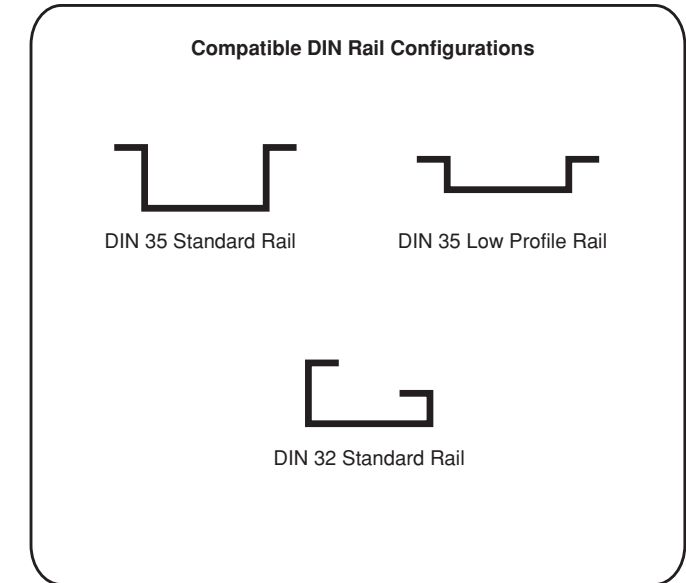 Compatible DIN Rail Configurations
DIN 35 Standard Rail
DIN 35 Low Profile Rail
DIN 32 Standard Rail